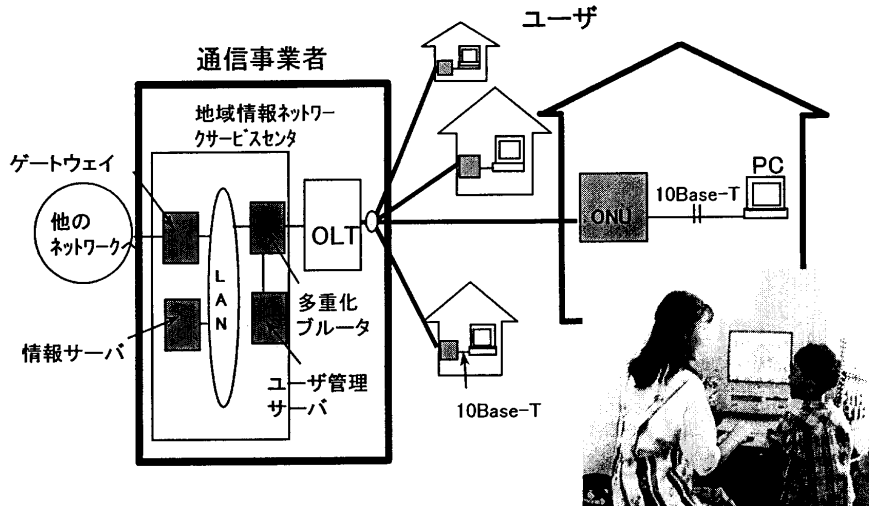 ユーザ
通信事業者
地域情報ネットワー
クサービスセンタ
ゲートウェイ
他の
ネットワークへ
LAN
OLT
多重化
ブルータ
情報サーバ
ユーザ管理
サーバ
10Base-T
ONU
10Base-T
PC